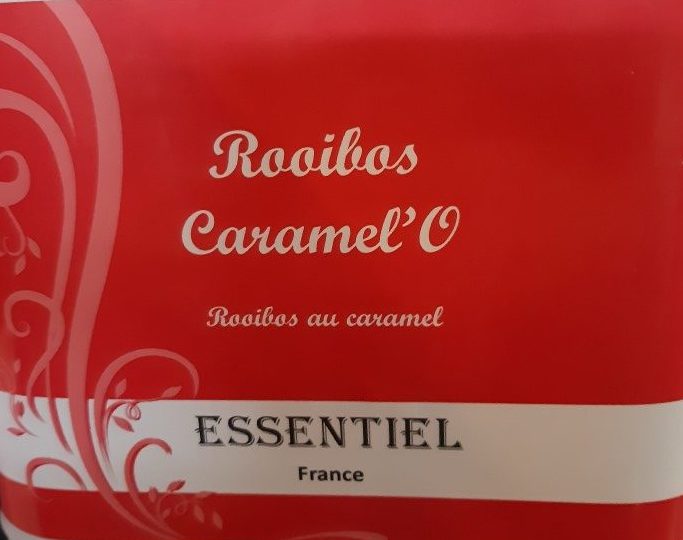 Rooibos
Caramel'O
Rooibos au caramel
ESSENTIEL
France